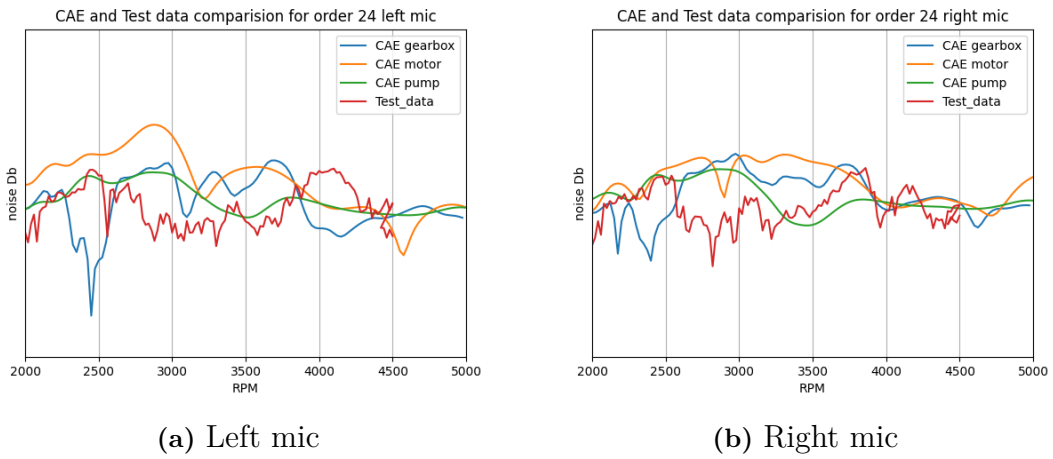 CAE and Test data comparision for order 24 left mic
CAE gearbox
CAE motor
CAE pump
Test_data
noise Db
2000 2500 3000 3500 4000 4500 5000
RPM
(a) Left mic
CAE and Test data comparision for order 24 right mic
CAE gearbox
CAE motor
CAE pump
Test_data
noise Db
2000 2500 3000 3500 4000 4500 5000
RPM
(b) Right mic